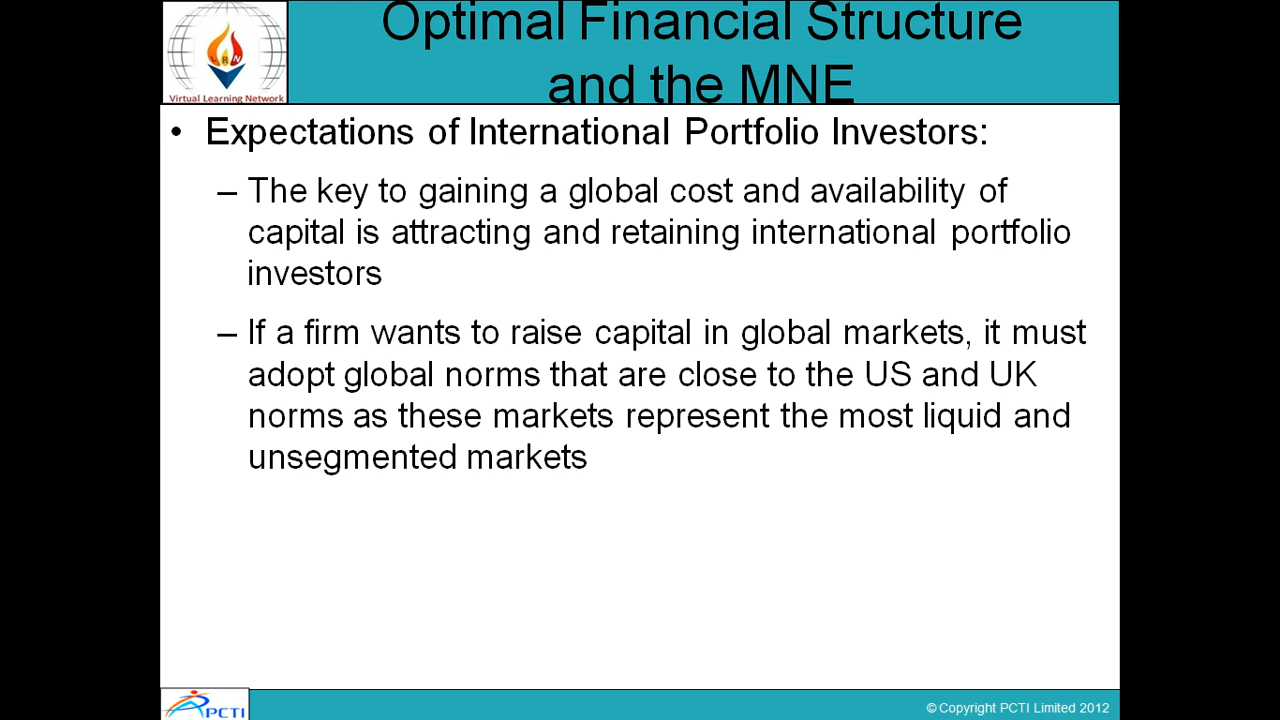 Optimal Financial Structure
and the MNE
Virtual Learning Network
• Expectations of International Portfolio Investors:
– The key to gaining a global cost and availability of
capital is attracting and retaining international portfolio
investors
– If a firm wants to raise capital in global markets, it must
adopt global norms that are close to the US and UK
norms as these markets represent the most liquid and
unsegmented markets
PCTI
© Copyright PCTI Limited 2012